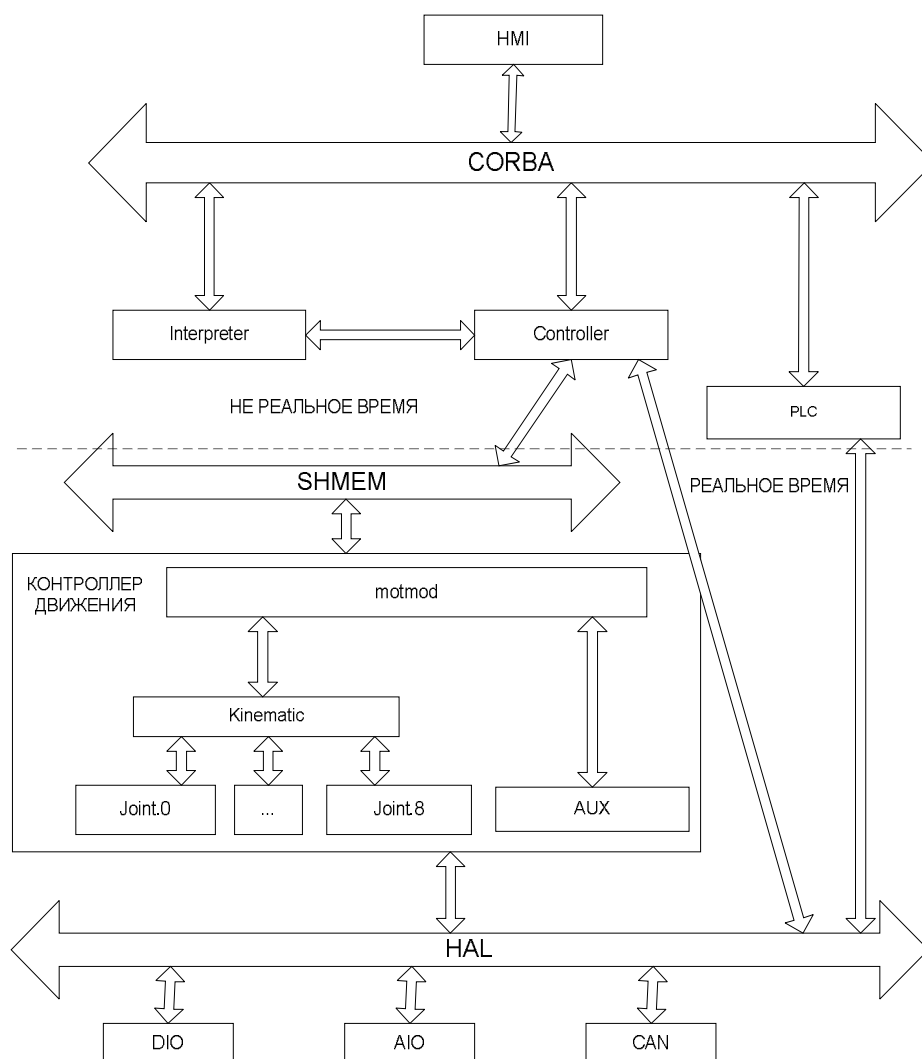 HMI
CORBA
Interpreter
Controller
НЕ РЕАЛЬНОЕ ВРЕМЯ
PLC
SHMEM
РЕАЛЬНОЕ ВРЕМЯ
КОНТРОЛЛЕР
ДВИЖЕНИЯ
motmod
Kinematic
Joint.0
...
Joint.8
AUX
HAL
DIO
AIO
CAN